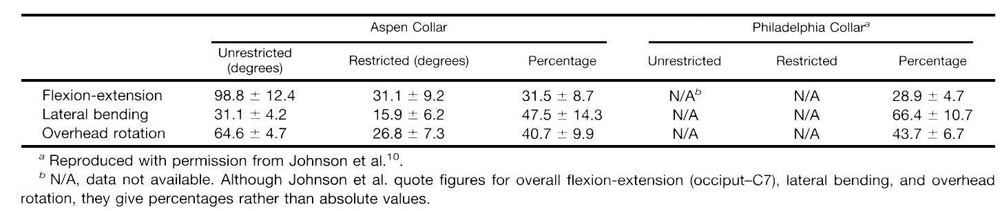 Aspen Collar Philadelphia Collarᵃ
Unrestricted (degrees) Restricted (degrees) Percentage Unrestricted Restricted Percentage
Flexion-extension 98.8 ± 12.4 31.1 ± 9.2 31.5 ± 8.7 N/Aᵇ N/A 28.9 ± 4.7
Lateral bending 31.1 ± 4.2 15.9 ± 6.2 47.5 ± 14.3 N/A N/A 66.4 ± 10.7
Overhead rotation 64.6 ± 4.7 26.8 ± 7.3 40.7 ± 9.9 N/A N/A 43.7 ± 6.7
ᵃ Reproduced with permission from Johnson et al.¹⁰.
ᵇ N/A, data not available. Although Johnson et al. quote figures for overall flexion-extension (occiput–C7), lateral bending, and overhead
rotation, they give percentages rather than absolute values.